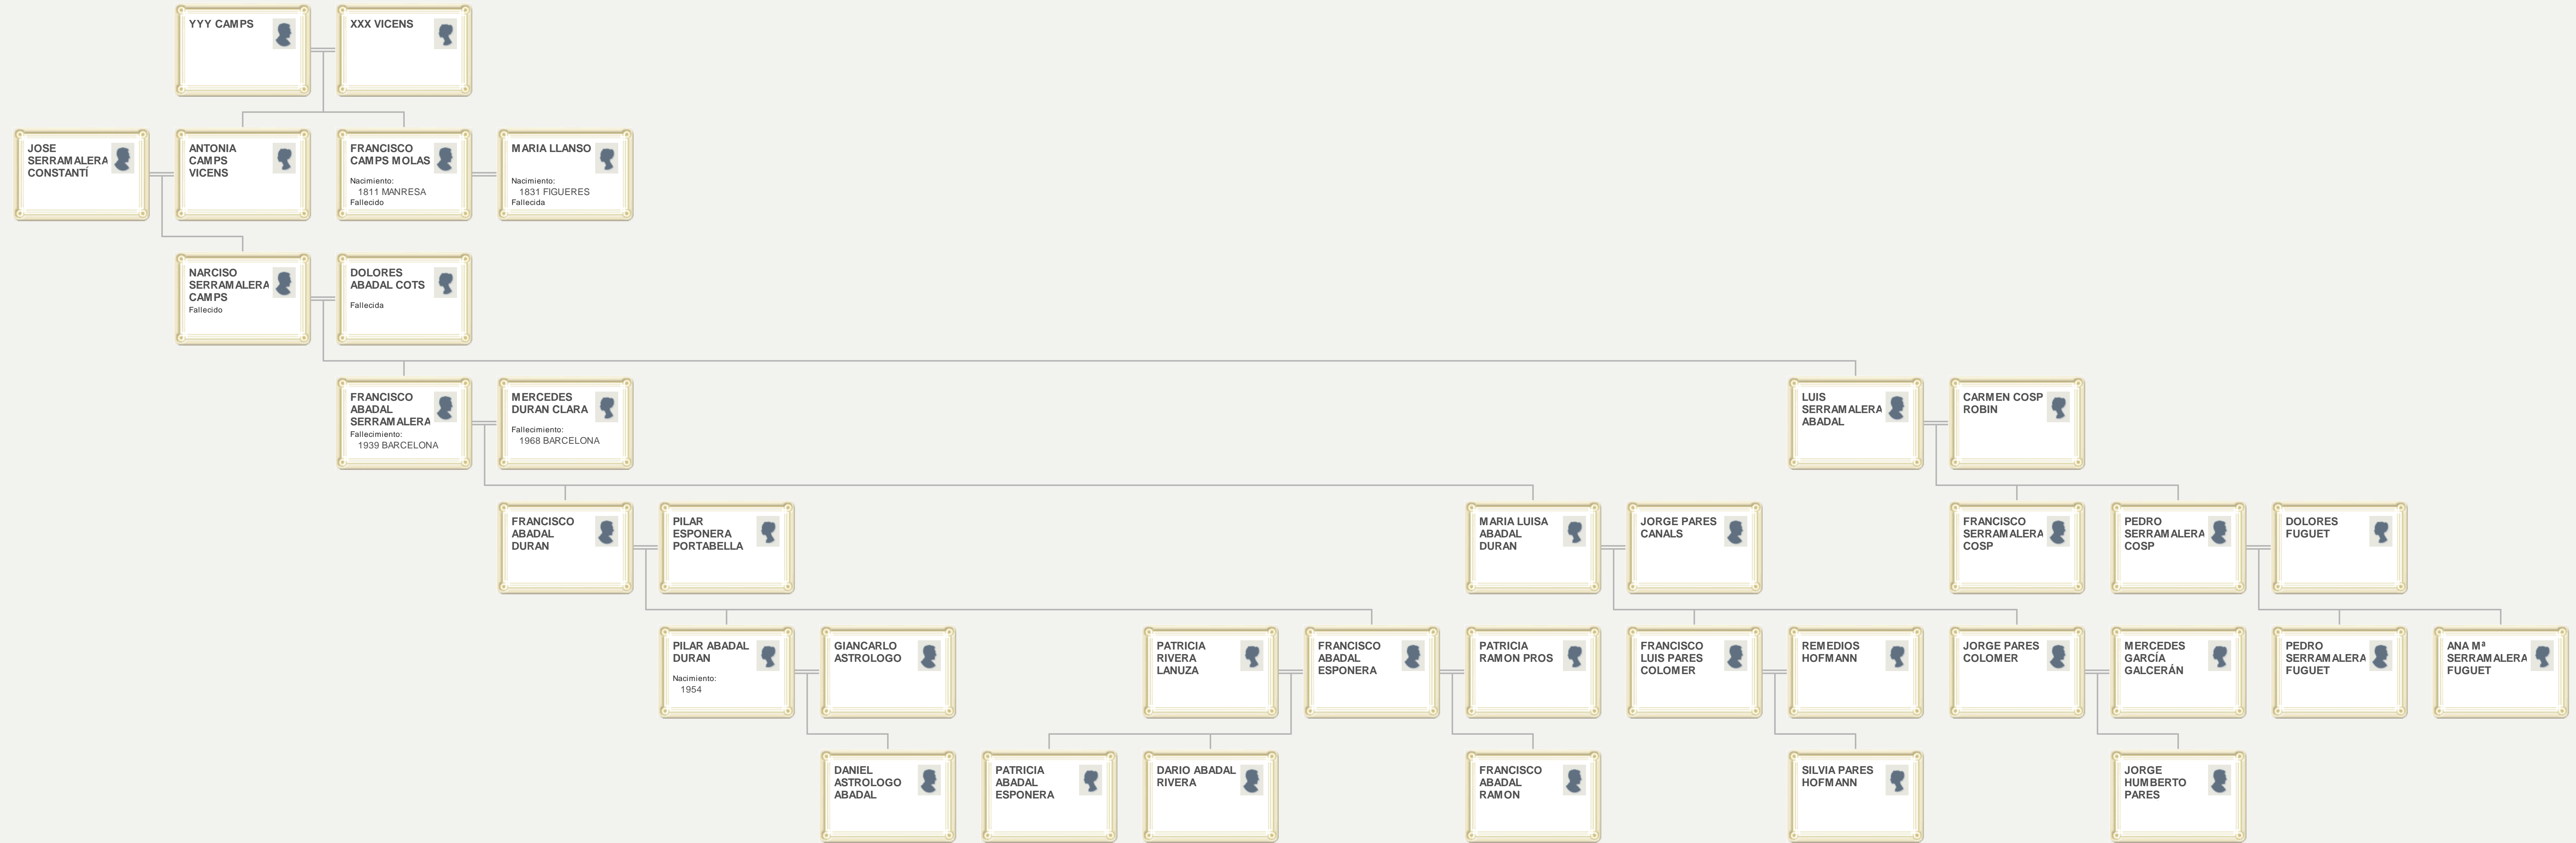 YYY CAMPS
XXX VICENS
JOSE
SERRAMALERA
CONSTANTÍ
ANTONIA
CAMPS
VICENS
FRANCISCO
CAMPS MOLAS
Nacimiento:
1811 MANRESA
Fallecido
MARIA LLANSO
Nacimiento:
1831 FIGUERES
Fallecida
NARCISO
SERRAMALERA
CAMPS
Fallecido
DOLORES
ABADAL COTS
Fallecida
FRANCISCO
ABADAL
SERRAMALERA
Fallecimiento:
1939 BARCELONA
MERCEDES
DURAN CLARA
Fallecimiento:
1968 BARCELONA
LUIS
SERRAMALERA
ABADAL
CARMEN COSP
ROBIN
FRANCISCO
ABADAL
DURAN
PILAR
ESPONERA
PORTABELLA
MARIA LUISA
ABADAL
DURAN
JORGE PARES
CANALS
FRANCISCO
SERRAMALERA
COSP
PEDRO
SERRAMALERA
COSP
DOLORES
FUGUET
PILAR ABADAL
DURAN
Nacimiento:
1954
GIANCARLO
ASTROLOGO
PATRICIA
RIVERA
LANUZA
FRANCISCO
ABADAL
ESPONERA
PATRICIA
RAMON PROS
FRANCISCO
LUIS PARES
COLOMER
REMEDIOS
HOFMANN
JORGE PARES
COLOMER
MERCEDES
GARCÍA
GALCERÁN
PEDRO
SERRAMALERA
FUGUET
ANA Mª
SERRAMALERA
FUGUET
DANIEL
ASTROLOGO
ABADAL
PATRICIA
ABADAL
ESPONERA
DARIO ABADAL
RIVERA
FRANCISCO
ABADAL
RAMON
SILVIA PARES
HOFMANN
JORGE
HUMBERTO
PARES